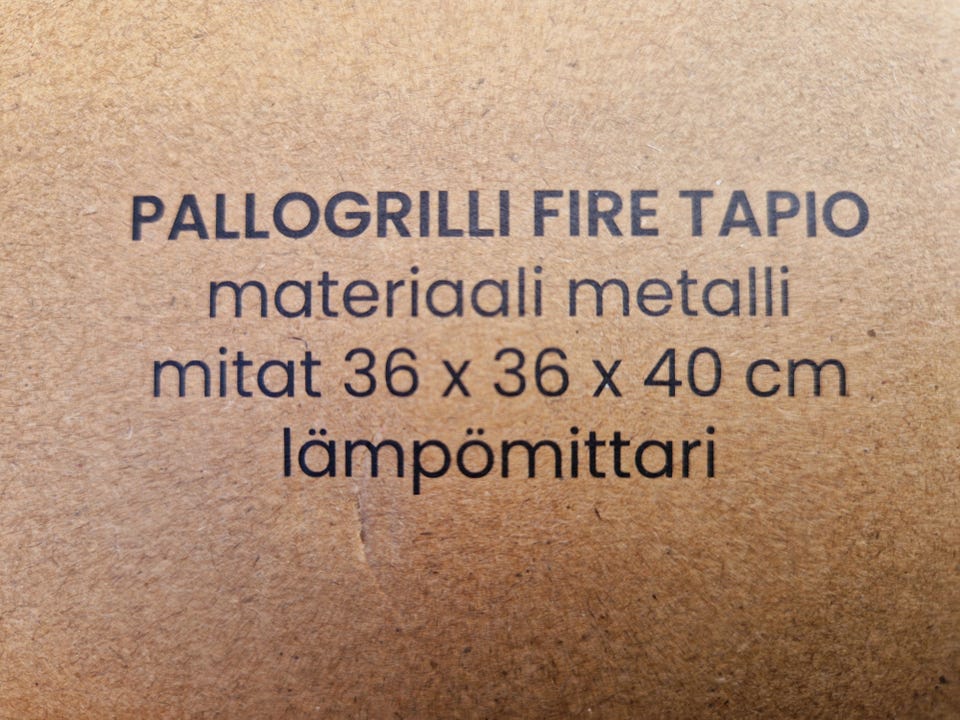 PALLOGRILLI FIRE TAPIO
materiaali metalli
mitat 36 x 36 x 40 cm
lämpömittari